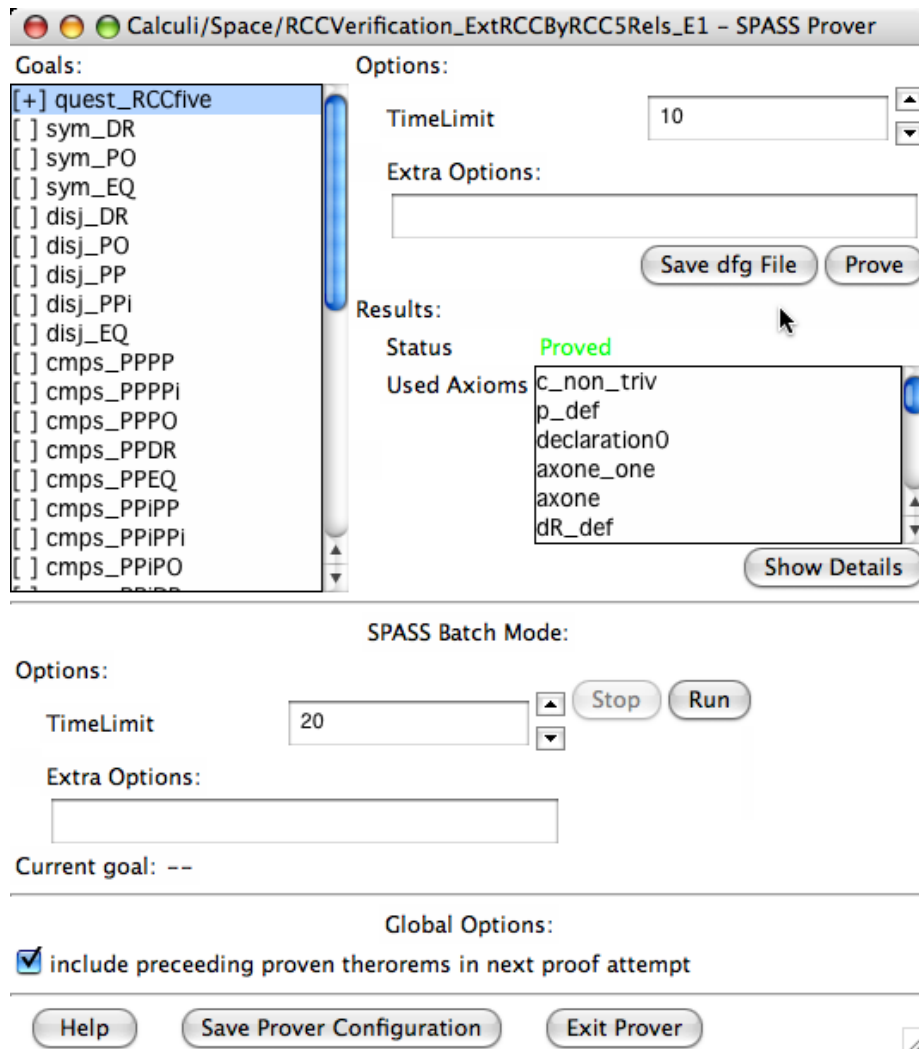 Calculi/Space/RCCVerification_ExtRCCByRCC5Rels_E1 – SPASS Prover
Goals:
[+] quest_RCCfive
[ ] sym_DR
[ ] sym_PO
[ ] sym_EQ
[ ] disj_DR
[ ] disj_PO
[ ] disj_PP
[ ] disj_PPi
[ ] disj_EQ
[ ] cmps_PPPP
[ ] cmps_PPPPi
[ ] cmps_PPPO
[ ] cmps_PPDR
[ ] cmps_PPEQ
[ ] cmps_PPiPP
[ ] cmps_PPiPPi
[ ] cmps_PPiPO
Options:
TimeLimit
10
Extra Options:
Save dfg File
Prove
Results:
Status
Proved
Used Axioms
c_non_triv
p_def
declaration0
axone_one
axone
dR_def
Show Details
SPASS Batch Mode:
Options:
TimeLimit
20
Stop
Run
Extra Options:
Current goal: --
Global Options:
include preceeding proven therorems in next proof attempt
Help
Save Prover Configuration
Exit Prover